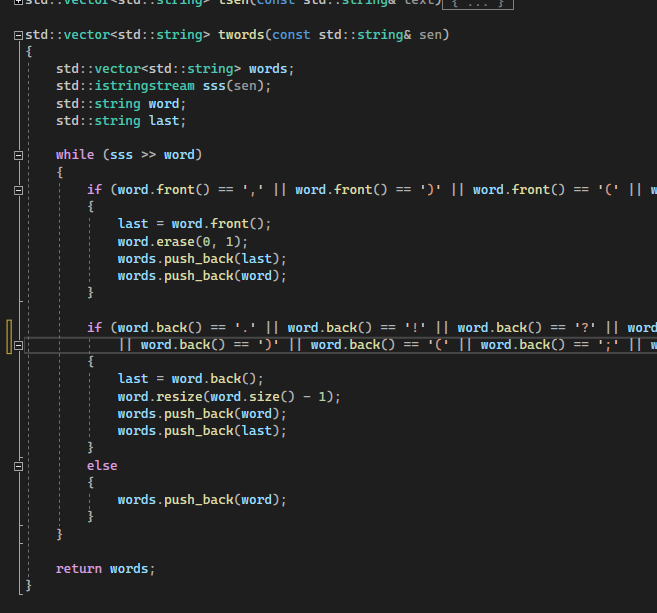 std::vector<std::string> tsen(const std::string& text){ ... }
std::vector<std::string> twords(const std::string& sen)
{
    std::vector<std::string> words;
    std::istringstream sss(sen);
    std::string word;
    std::string last;

    while (sss >> word)
    {
        if (word.front() == ',' || word.front() == ')' || word.front() == '(' || w
        {
            last = word.front();
            word.erase(0, 1);
            words.push_back(last);
            words.push_back(word);
        }

        if (word.back() == '.' || word.back() == '!' || word.back() == '?' || word
            || word.back() == ')' || word.back() == '(' || word.back() == ';' || w
        {
            last = word.back();
            word.resize(word.size() - 1);
            words.push_back(word);
            words.push_back(last);
        }
        else
        {
            words.push_back(word);
        }
    }

    return words;
}